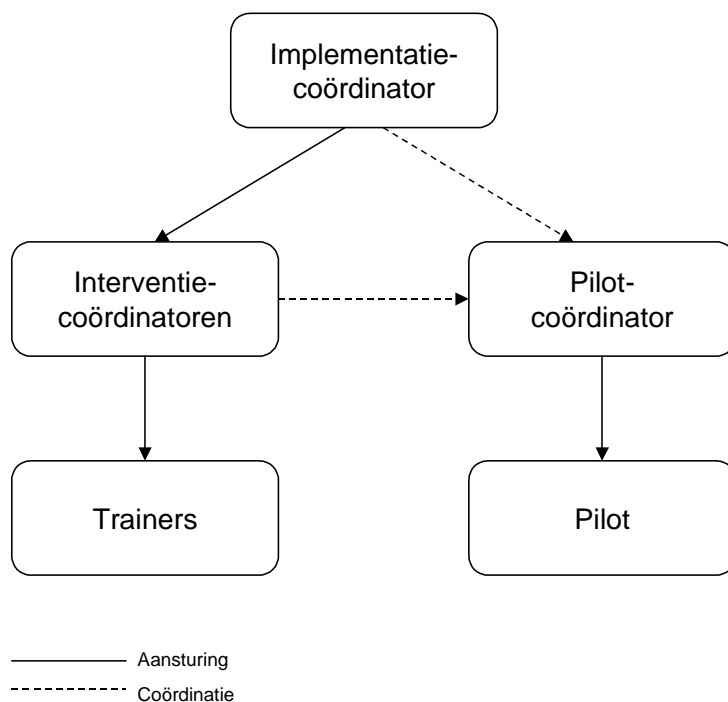 Implementatie-
coördinator
Interventie-
coördinatoren
Pilot-
coördinator
Trainers
Pilot
Aansturing
Coördinatie